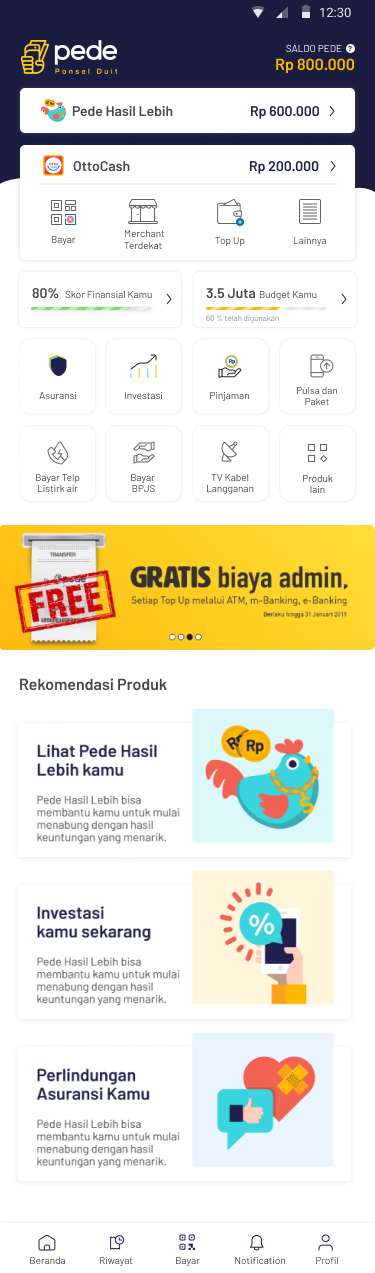 12:30
pede
Ponsel Duit
SALDO PEDE ?
Rp 800.000
Pede Hasil Lebih Rp 600.000
OttoCash Rp 200.000
Bayar
Merchant
Terdekat
Top Up
Lainnya
80% Skor Finansial Kamu
3.5 Juta Budget Kamu
60 % telah digunakan
Asuransi
Investasi
Rp
Pinjaman
Pulsa dan
Paket
Bayar Telp
Listirk air
Bayar
BPJS
TV Kabel
Langganan
Produk
lain
TRANSFER
pede
FREE
GRATIS biaya admin,
Setiap Top Up melalui ATM, m-Banking, e-Banking
Berlaku hingga 31 Januari 2019
Rekomendasi Produk
Lihat Pede Hasil
Lebih kamu
Pede Hasil Lebih bisa
membantu kamu untuk mulai
menabung dengan hasil
keuntungan yang menarik.
Rp Rp
Investasi
kamu sekarang
Pede Hasil Lebih bisa
membantu kamu untuk mulai
menabung dengan hasil
keuntungan yang menarik.
%
Perlindungan
Asuransi Kamu
Pede Hasil Lebih bisa
membantu kamu untuk mulai
menabung dengan hasil
keuntungan yang menarik.
Beranda
Riwayat
Bayar
Notification
Profil